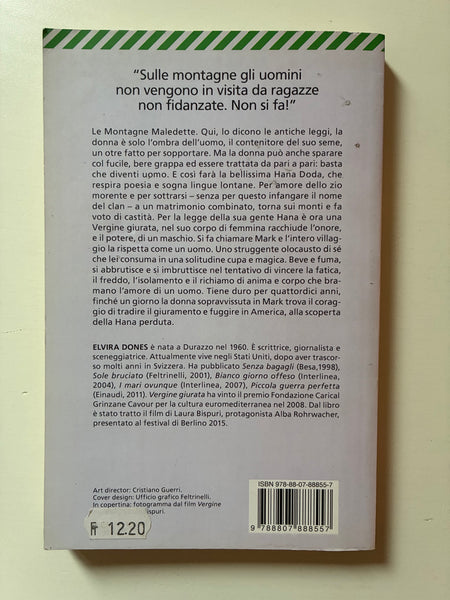 “Sulle montagne gli uomini
non vengono in visita da ragazze
non fidanzate. Non si fa!”
Le Montagne Maledette. Qui, lo dicono le antiche leggi, la
donna è solo l’ombra dell’uomo, il contenitore del suo seme,
un otre fatto per sopportare. Ma la donna può anche sparare
col fucile, bere grappa ed essere trattata da pari a pari: basta
che diventi uomo. E così farà la bellissima Hana Doda, che
respira poesia e sogna lingue lontane. Per amore dello zio
morente e per sottrarsi – senza per questo infangare il nome
del clan – a un matrimonio combinato, torna sui monti e fa
voto di castità. Per la legge della sua gente Hana è ora una
Vergine giurata, nel suo corpo di femmina racchiude l’onore,
e il potere, di un maschio. Si fa chiamare Mark e l’intero villag-
gio la rispetta come un uomo. Uno struggente olocausto di sé
che lei consuma in una solitudine cupa e magica. Beve e fuma,
si abbrutisce e si imbruttisce nel tentativo di vincere la fatica,
il freddo, l’isolamento e il richiamo di anima e corpo che bra-
mano l’amore di un uomo. Tiene duro per quattordici anni,
finché un giorno la donna sopravvissuta in Mark trova il corag-
gio di tradire il giuramento e fuggire in America, alla scoperta
della Hana perduta.
ELVIRA DONES è nata a Durazzo nel 1960. È scrittrice, giornalista e
sceneggiatrice. Attualmente vive negli Stati Uniti, dopo aver trascor-
so molti anni in Svizzera. Ha pubblicato Senza bagagli (Besa,1998),
Sole bruciato (Feltrinelli, 2001), Bianco giorno offeso (Interlinea,
2004), I mari ovunque (Interlinea, 2007), Piccola guerra perfetta
(Einaudi, 2011). Vergine giurata ha vinto il premio Fondazione Carical
Grinzane Cavour per la cultura euromediterranea nel 2008. Dal libro
è stato tratto il film di Laura Bispuri, protagonista Alba Rohrwacher,
presentato al festival di Berlino 2015.
ISBN 978-88-07-88855-7
9 788807 888557
Art director: Cristiano Guerri.
Cover design: Ufficio grafico Feltrinelli.
In copertina: fotogramma dal film Vergine
ispuri.
12.20